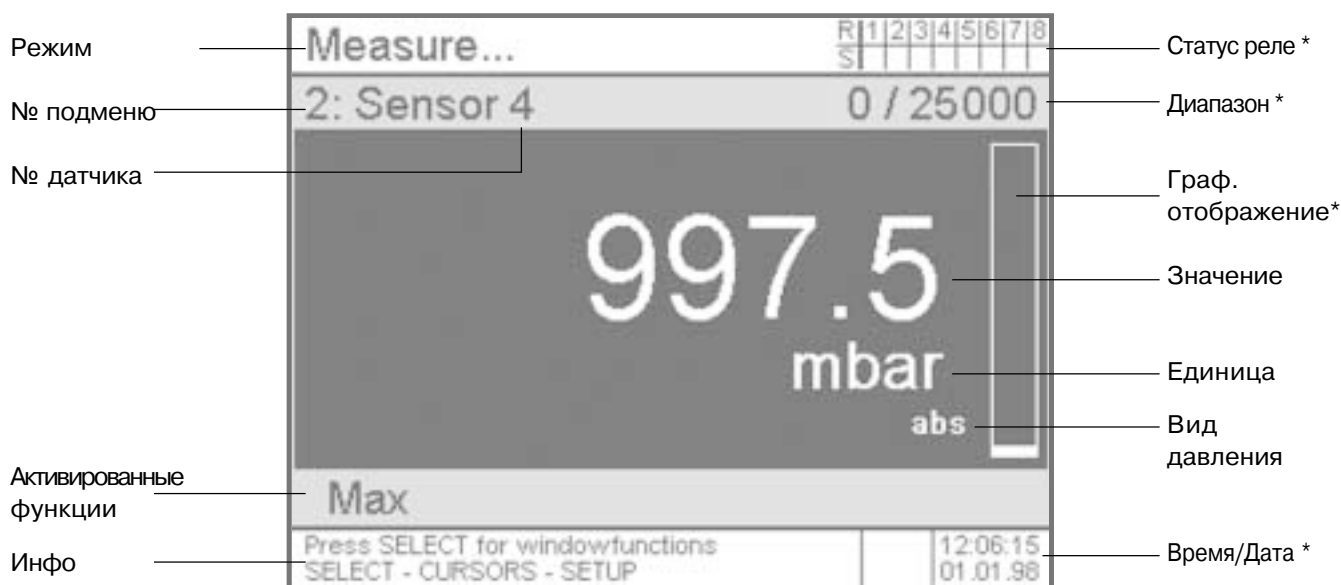 Режим
№ подменю
№ датчика
Активированные
функции
Инфо
Measure...
R 1 2 3 4 5 6 7 8
S
2: Sensor 4
0 / 25000
997.5
mbar
abs
Max
Press SELECT for windowfunctions
SELECT - CURSORS - SETUP
12:06:15
01.01.98
Статус реле *
Диапазон *
Граф.
отображение*
Значение
Единица
Вид
давления
Время/Дата *